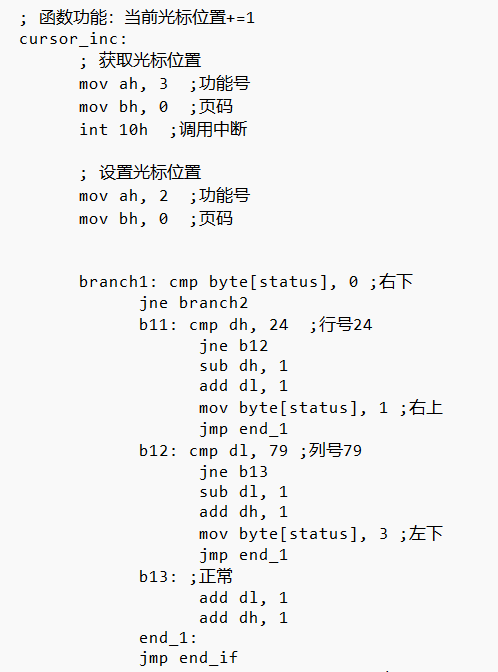 ; 函数功能：当前光标位置+=1
cursor_inc:
; 获取光标位置
mov ah, 3  ;功能号
mov bh, 0  ;页码
int 10h  ;调用中断
; 设置光标位置
mov ah, 2  ;功能号
mov bh, 0  ;页码
branch1: cmp byte[status], 0 ;右下
jne branch2
b11: cmp dh, 24  ;行号24
jne b12
sub dh, 1
add dl, 1
mov byte[status], 1 ;右上
jmp end_1
b12: cmp dl, 79 ;列号79
jne b13
sub dl, 1
add dh, 1
mov byte[status], 3 ;左下
jmp end_1
b13: ;正常
add dl, 1
add dh, 1
end_1:
jmp end_if